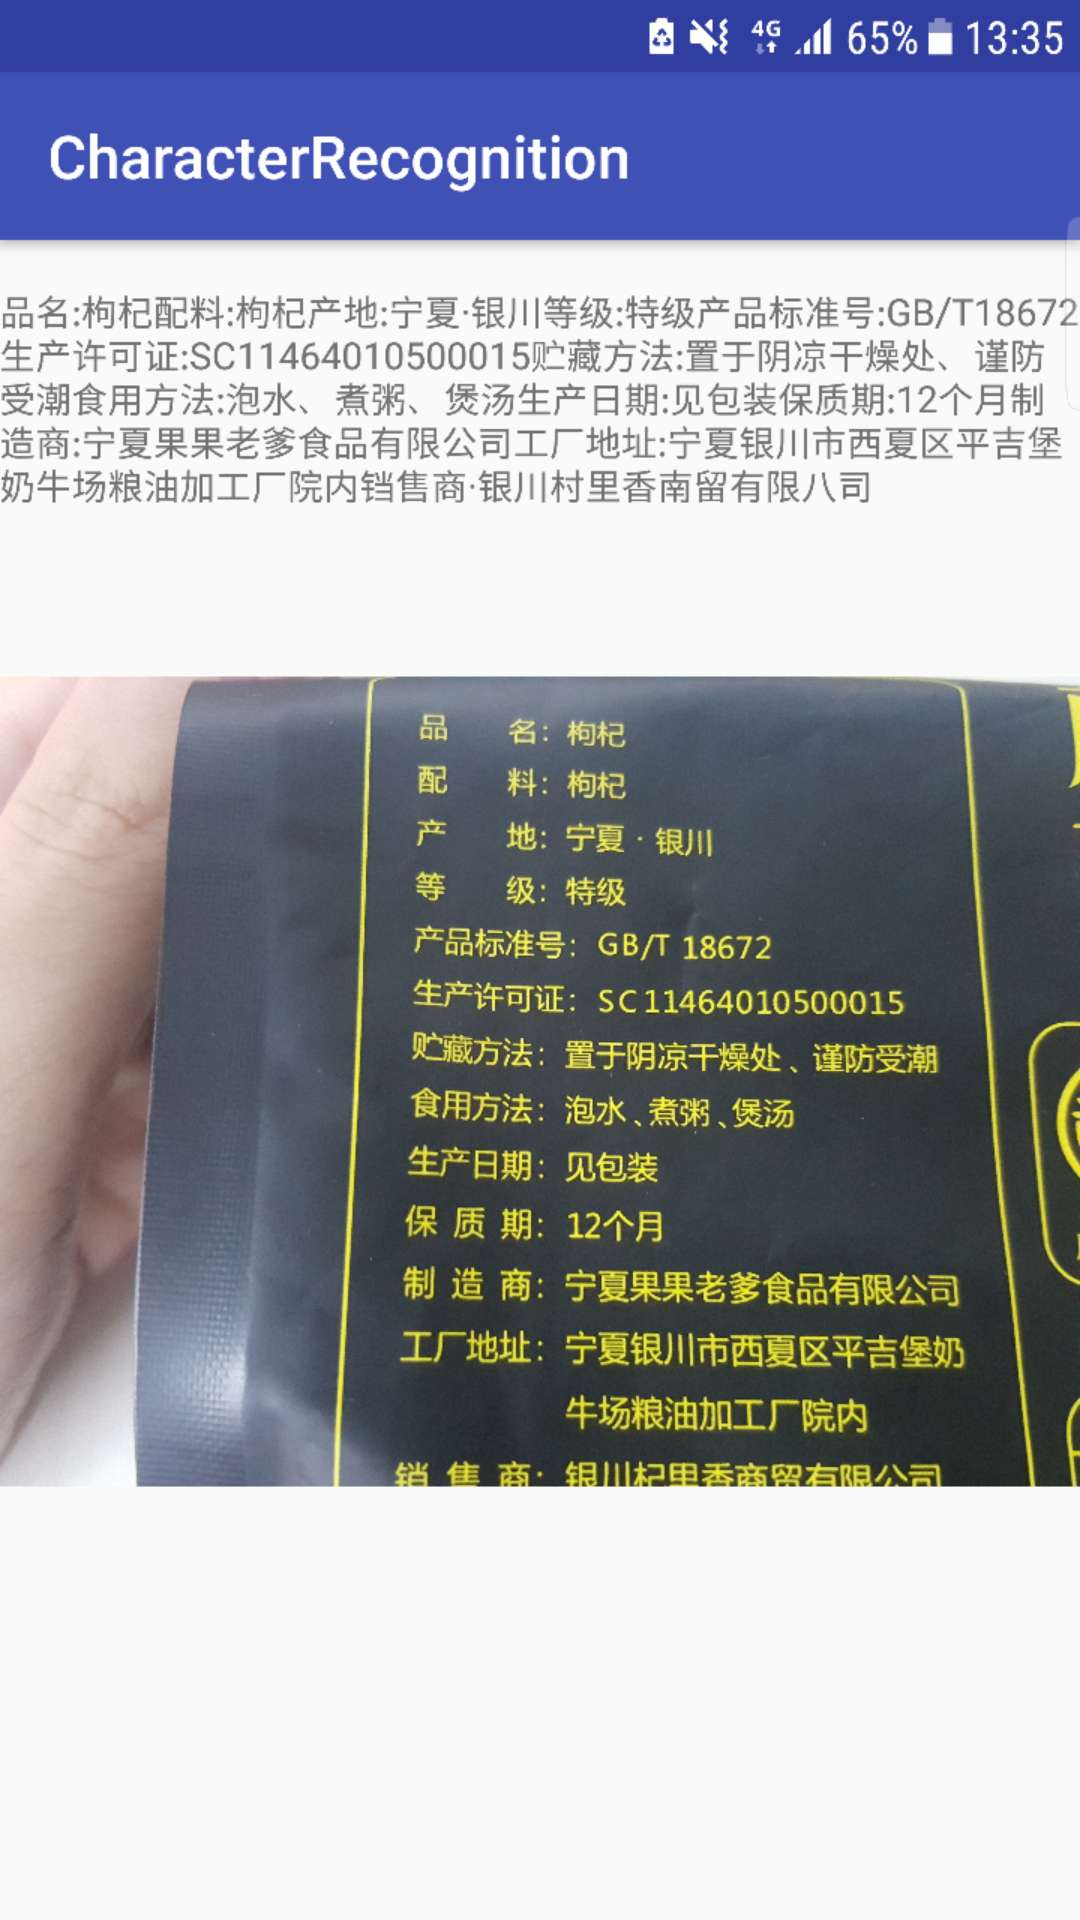 4G 65% 13:35
CharacterRecognition
品名:枸杞配料:枸杞产地:宁夏·银川等级:特级产品标准号:GB/T18672
生产许可证:SC11464010500015贮藏方法:置于阴凉干燥处、谨防
受潮食用方法:泡水、煮粥、煲汤生产日期:见包装保质期:12个月制
造商:宁夏果果老爹食品有限公司工厂地址:宁夏银川市西夏区平吉堡
奶牛场粮油加工厂院内铛售商·银川村里香南留有限八司
品 名：枸杞
配 料：枸杞
产 地：宁夏·银川
等 级：特级
产品标准号：GB/T 18672
生产许可证：SC11464010500015
贮藏方法：置于阴凉干燥处、谨防受潮
食用方法：泡水、煮粥、煲汤
生产日期：见包装
保 质 期：12个月
制 造 商：宁夏果果老爹食品有限公司
工厂地址：宁夏银川市西夏区平吉堡奶
牛场粮油加工厂院内
销 售 商：银川杞里香商贸有限公司